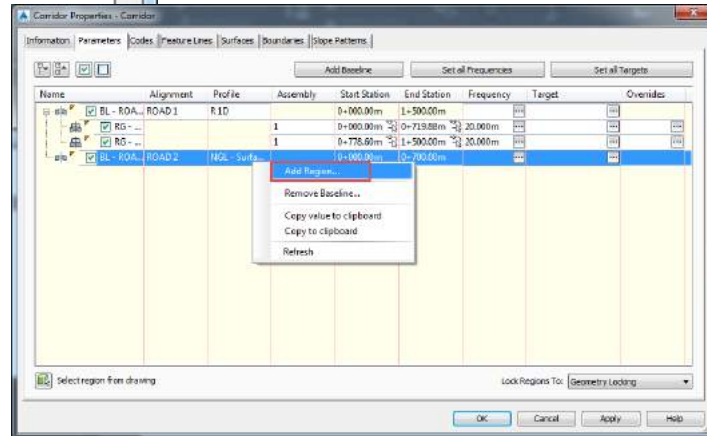 Corridor Properties - Corridor
Information Parameters Codes Feature Lines Surfaces Boundaries Slope Patterns
Add Baseline Set all Frequencies Set all Targets
Name Alignment Profile Assembly Start Station End Station Frequency Target Overrides
BL - ROA... ROAD 1 R1D 0+000.00m 1+500.00m
RG - ... 1 0+000.00m 0+719.88m 20.000m
RG - ... 1 0+778.60m 1+500.00m 20.000m
BL - ROA... ROAD 2 NGL - Surfa... 0+000.00m 0+700.00m
Add Region...
Remove Baseline...
Copy value to clipboard
Copy to clipboard
Refresh
Select region from drawing Lock Regions To: Geometry Locking
OK Cancel Apply Help